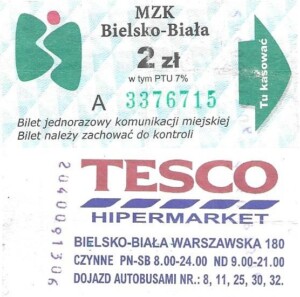 MZK
Bielsko-Biała
2 zł
w tym PTU 7%
A 3376715
Tu kasować
Bilet jednorazowy komunikacji miejskiej
Bilet należy zachować do kontroli
TESCO
HIPERMARKET
BIELSKO-BIAŁA WARSZAWSKA 180
CZYNNE PN-SB 8.00-24.00 ND 9.00-21.00
DOJAZD AUTOBUSAMI NR.: 8, 11, 25, 30, 32.